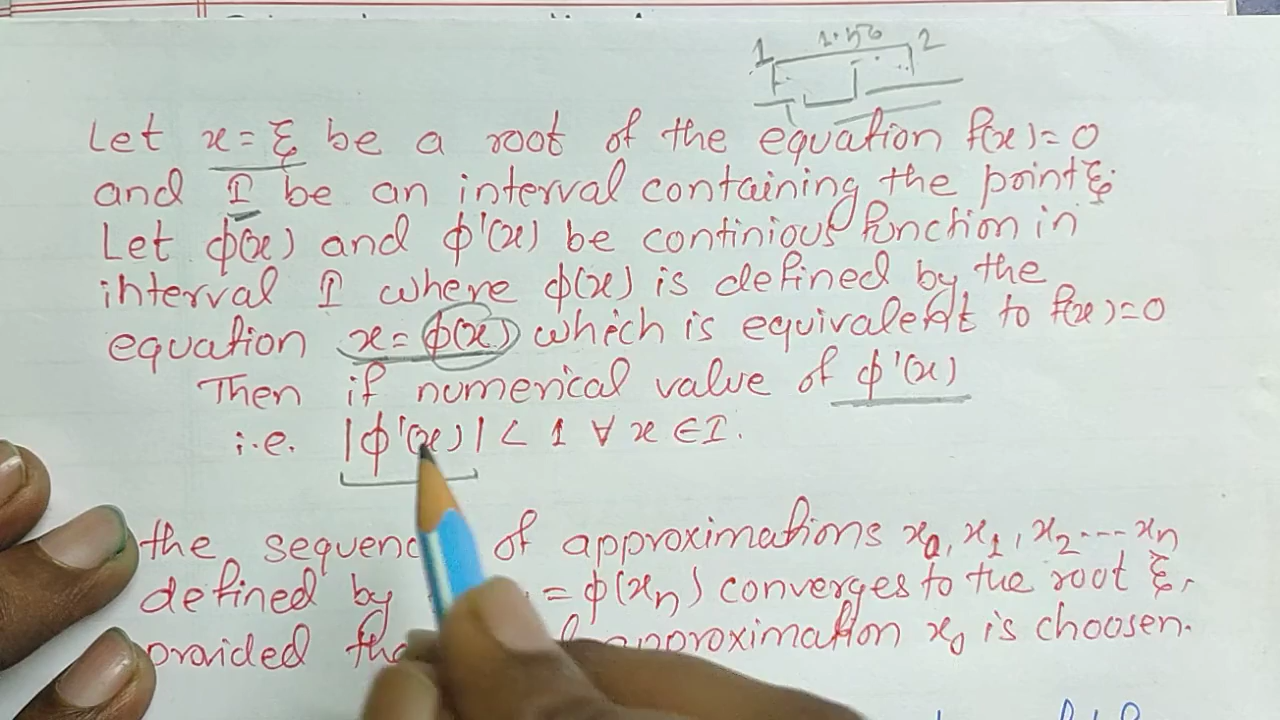 1 1.50 2
Let x = ξ be a root of the equation f(x)=0
and I be an interval containing the point ξ.
Let ϕ(x) and ϕ'(x) be continious function in
interval I where ϕ(x) is defined by the
equation x = ϕ(x) which is equivalent to f(x)=0
Then if numerical value of ϕ'(x)
i.e. |ϕ'(x)| < 1 ∀ x ∈ I.
the of approximations x0, x1, x2 --- xn
defined by = ϕ(xn) converges to the root ξ,
provided approximation x0 is choosen.